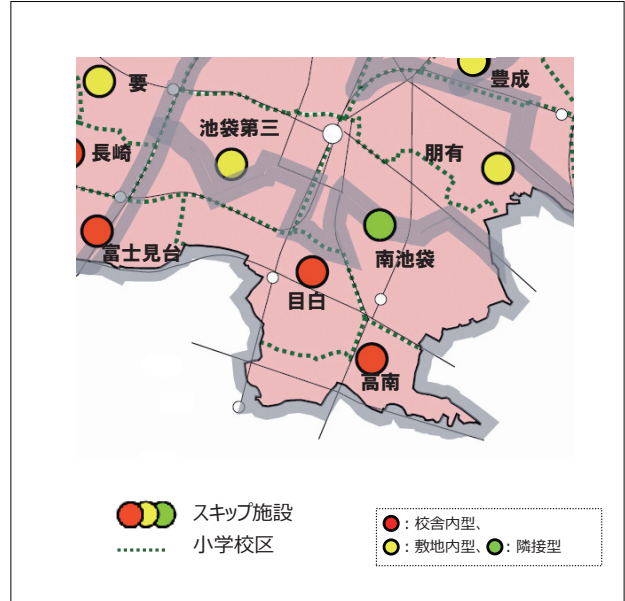 豊成
要
池袋第三
長崎
朋有
富士見台
南池袋
目白
高南
スキップ施設
小学校区
：校舎内型、
：敷地内型、：隣接型